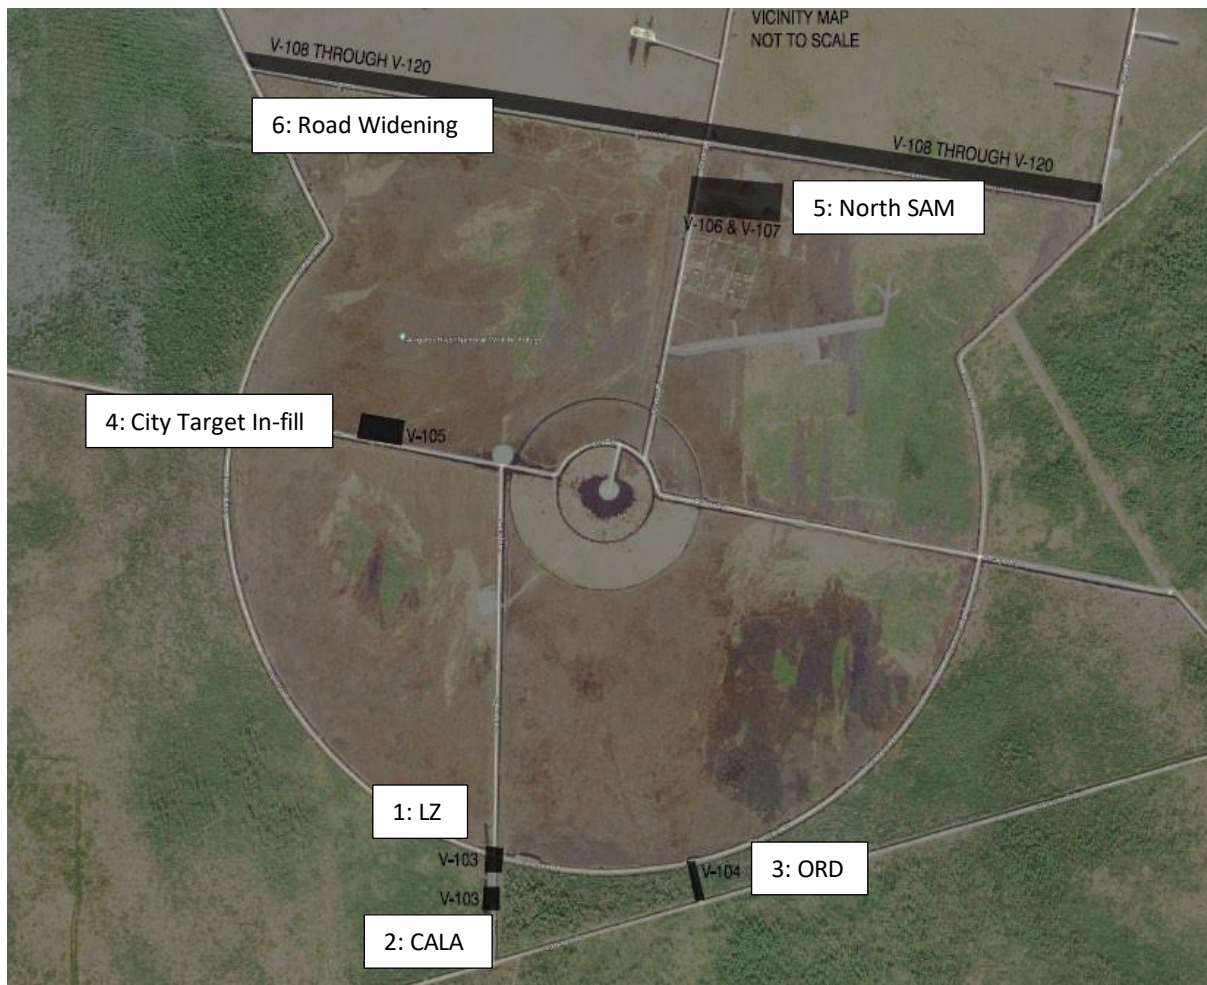 VICINITY MAP
NOT TO SCALE
V-108 THROUGH V-120
6: Road Widening
V-108 THROUGH V-120
5: North SAM
V-106 & V-107
4: City Target In-fill
V-105
1: LZ
V-103
V-104
3: ORD
V-103
2: CALA